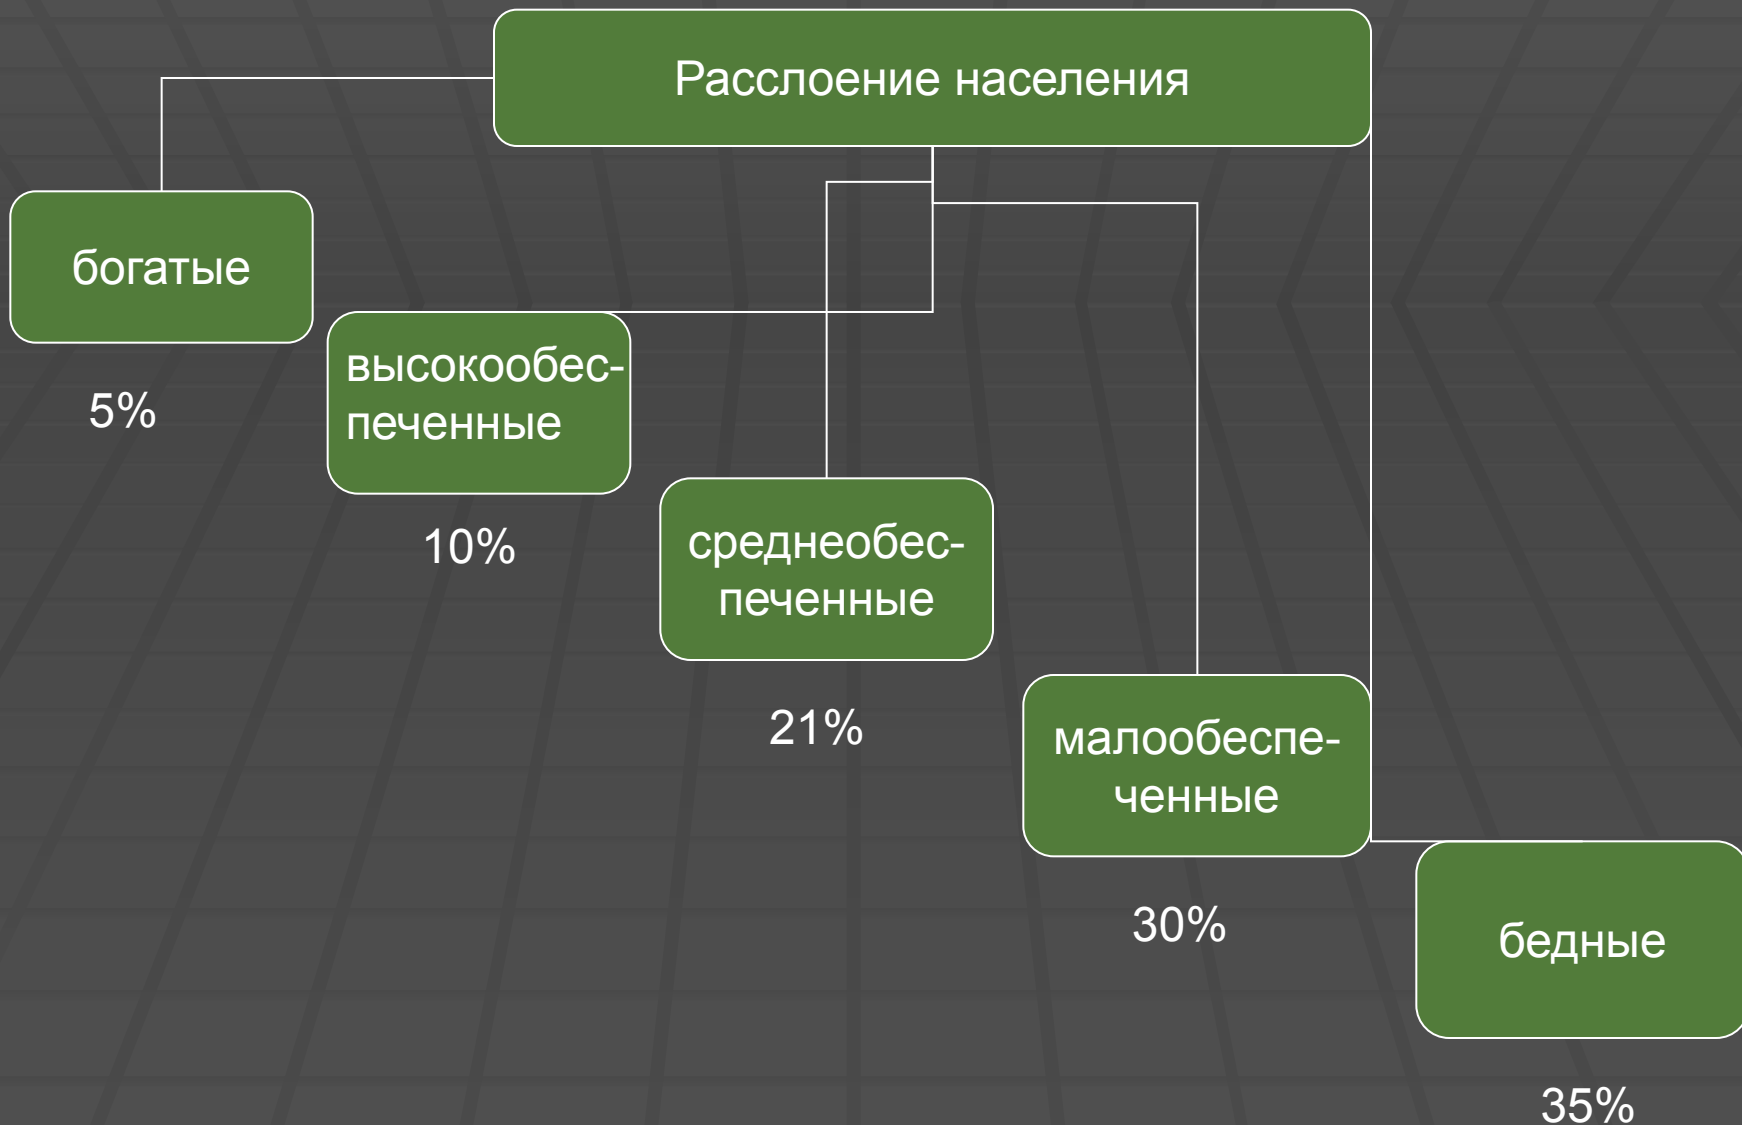 Расслоение населения
богатые
5%
высокообес-
печенные
10%
среднеобес-
печенные
21%
малообеспе-
ченные
30%
бедные
35%